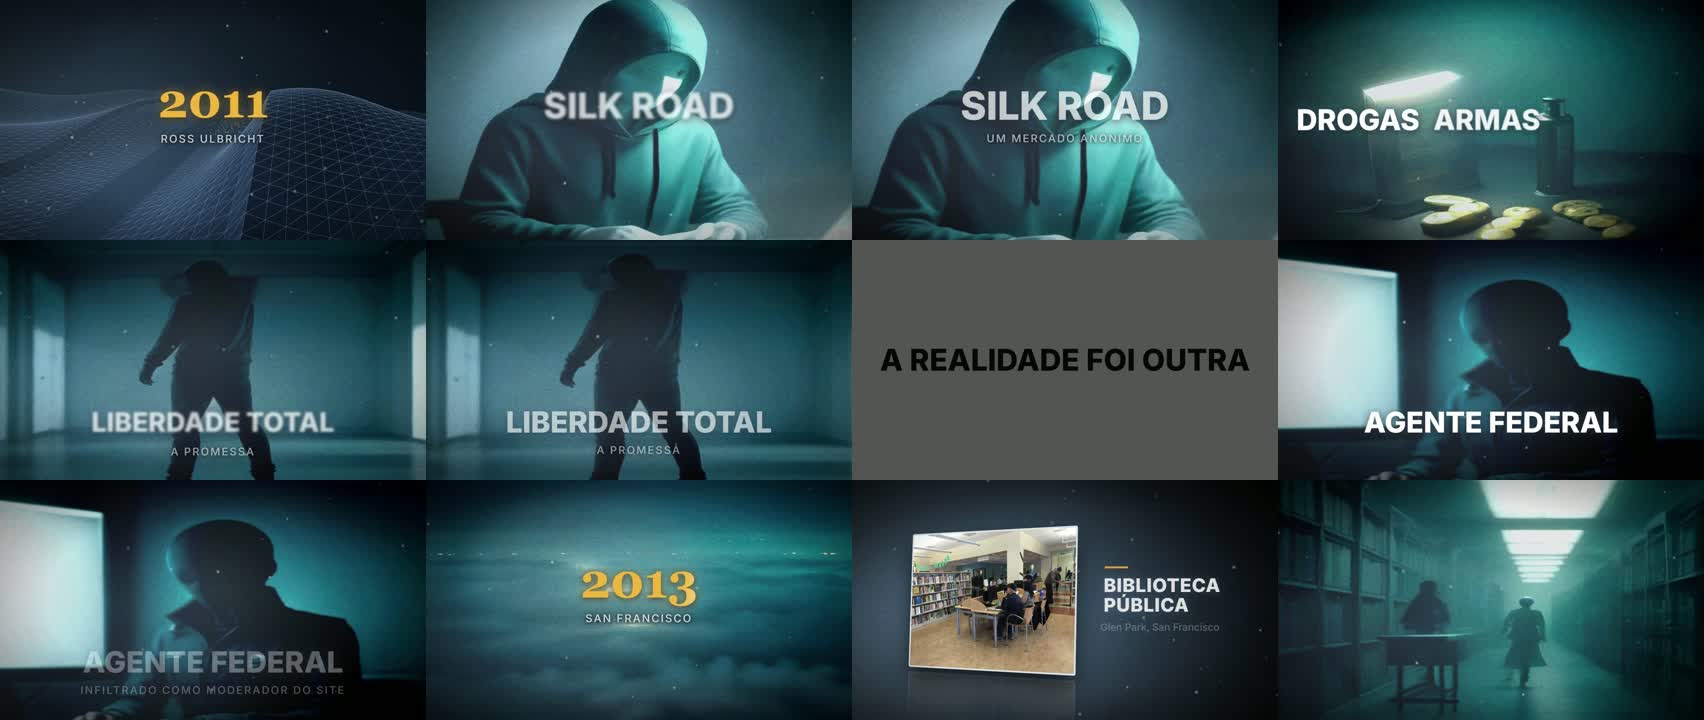 2011
ROSS ULBRICHT
SILK ROAD
SILK ROAD
UM MERCADO ANÔNIMO
DROGAS ARMAS
LIBERDADE TOTAL
A PROMESSA
LIBERDADE TOTAL
A PROMESSA
A REALIDADE FOI OUTRA
AGENTE FEDERAL
AGENTE FEDERAL
INFILTRADO COMO MODERADOR DO SITE
2013
SAN FRANCISCO
BIBLIOTECA
PÚBLICA
Glen Park, San Francisco